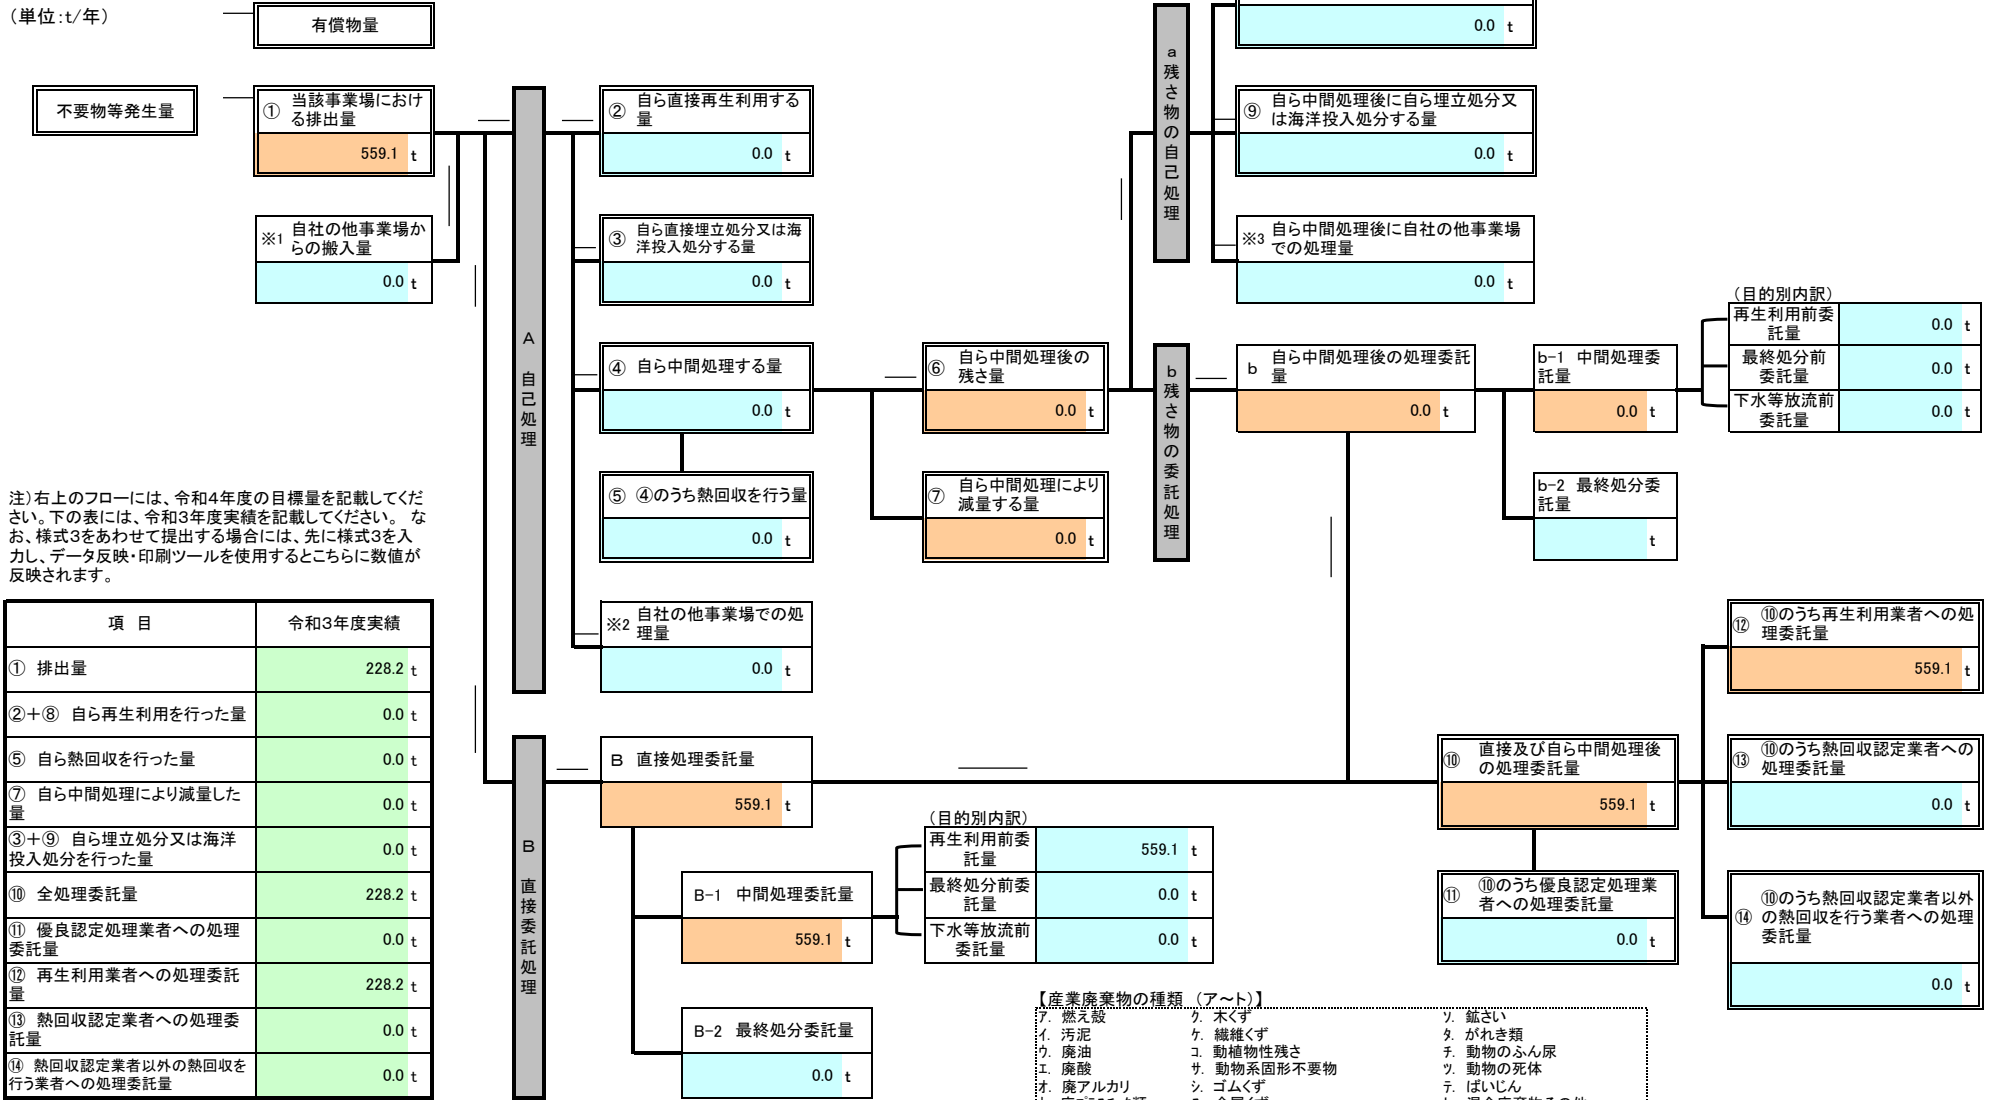 （単位：t/年）
有償物量
不要物等発生量
① 当該事業場におけ
る排出量
559.1 t
※1 自社の他事業場か
らの搬入量
0.0 t
A 自己処理
② 自ら直接再生利用する
量
0.0 t
③ 自ら直接埋立処分又は海
洋投入処分する量
0.0 t
④ 自ら中間処理する量
0.0 t
⑤ ④のうち熱回収を行う量
0.0 t
※2 自社の他事業場での処
理量
0.0 t
⑥ 自ら中間処理後の
残さ量
0.0 t
⑦ 自ら中間処理により
減量する量
0.0 t
a 残さ物の自己処理
0.0 t
⑨ 自ら中間処理後に自ら埋立処分又
は海洋投入処分する量
0.0 t
※3 自ら中間処理後に自社の他事業場
での処理量
0.0 t
b 残さ物の委託処理
b 自ら中間処理後の処理委託
量
0.0 t
b-1 中間処理委
託量
0.0 t
b-2 最終処分委
託量
t
（目的別内訳）
再生利用前委
託量
0.0 t
最終処分前
委託量
0.0 t
下水等放流前
委託量
0.0 t
注）右上のフローには、令和4年度の目標量を記載してくだ
さい。下の表には、令和3年度実績を記載してください。 な
お、様式3をあわせて提出する場合には、先に様式3を入
力し、データ反映・印刷ツールを使用するとこちらに数値が
反映されます。
項 目 令和3年度実績
① 排出量 228.2 t
②＋⑧ 自ら再生利用を行った量 0.0 t
⑤ 自ら熱回収を行った量 0.0 t
⑦ 自ら中間処理により減量した
量 0.0 t
③＋⑨ 自ら埋立処分又は海洋
投入処分を行った量 0.0 t
⑩ 全処理委託量 228.2 t
⑪ 優良認定処理業者への処理
委託量 0.0 t
⑫ 再生利用業者への処理委託
量 228.2 t
⑬ 熱回収認定業者への処理委
託量 0.0 t
⑭ 熱回収認定業者以外の熱回収を
行う業者への処理委託量 0.0 t
B 直接委託処理
B 直接処理委託量
559.1 t
B-1 中間処理委託量
559.1 t
B-2 最終処分委託量
0.0 t
（目的別内訳）
再生利用前委
託量
559.1 t
最終処分前委
託量
0.0 t
下水等放流前
委託量
0.0 t
⑩ 直接及び自ら中間処理後
の処理委託量
559.1 t
⑪ ⑩のうち優良認定処理業
者への処理委託量
0.0 t
⑫ ⑩のうち再生利用業者への処
理委託量
559.1 t
⑬ ⑩のうち熱回収認定業者への
処理委託量
0.0 t
⑭ ⑩のうち熱回収認定業者以外
の熱回収を行う業者への処理
委託量
0.0 t
【産業廃棄物の種類 （ア～ト）】
ア. 燃え殻 ク. 木くず ソ. 鉱さい
イ. 汚泥 ケ. 繊維くず タ. がれき類
ウ. 廃油 コ. 動植物性残さ チ. 動物のふん尿
エ. 廃酸 サ. 動物系固形不要物 ツ. 動物の死体
オ. 廃アルカリ シ. ゴムくず テ. ばいじん